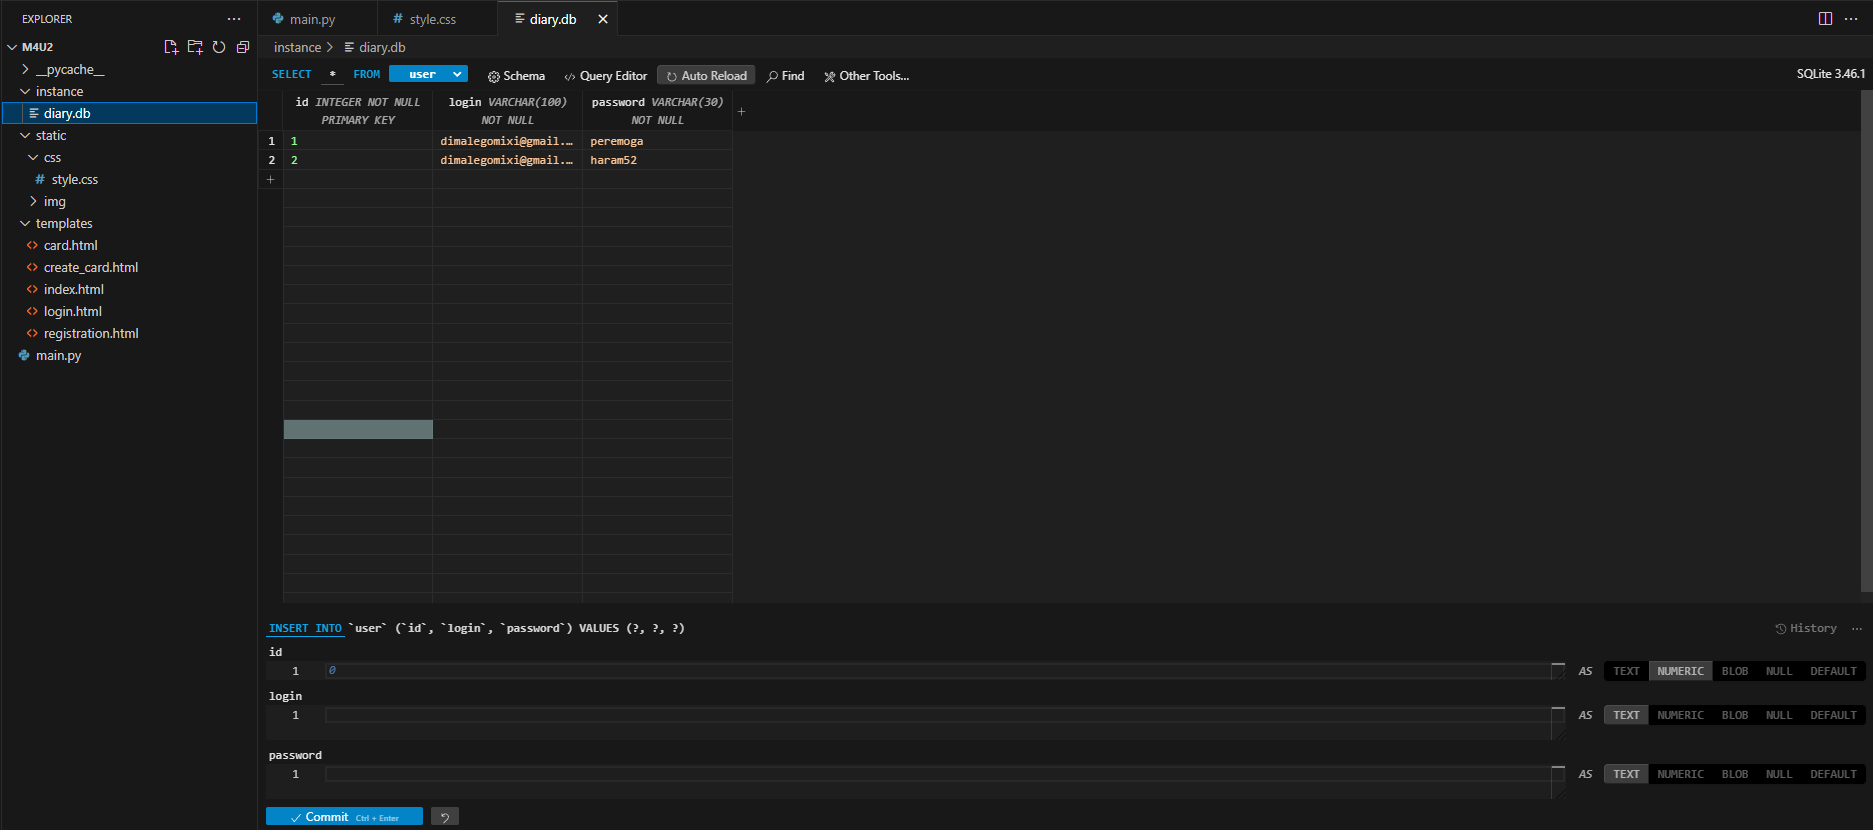 EXPLORER
M4U2
__pycache__
instance
diary.db
static
css
# style.css
img
templates
<> card.html
<> create_card.html
<> index.html
<> login.html
<> registration.html
main.py
main.py
# style.css
diary.db
instance > diary.db
SELECT * FROM user Schema Query Editor Auto Reload Find Other Tools... SQLite 3.46.1
id INTEGER NOT NULL PRIMARY KEY
login VARCHAR(100) NOT NULL
password VARCHAR(30) NOT NULL
+
1 1 dimalegomixi@gmail.… peremoga
2 2 dimalegomixi@gmail.… haram52
+
INSERT INTO `user` (`id`, `login`, `password`) VALUES (?, ?, ?) History
id
1 0 AS TEXT NUMERIC BLOB NULL DEFAULT
login
1 AS TEXT NUMERIC BLOB NULL DEFAULT
password
1 AS TEXT NUMERIC BLOB NULL DEFAULT
Commit Ctrl + Enter